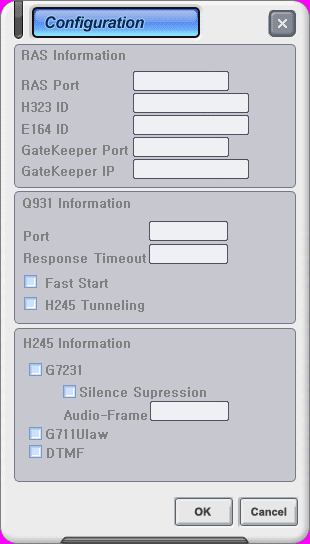 Configuration
RAS Information
RAS Port
H323 ID
E164 ID
GateKeeper Port
GateKeeper IP
Q931 Information
Port
Response Timeout
Fast Start
H245 Tunneling
H245 Information
G7231
Silence Supression
Audio-Frame
G711Ulaw
DTMF
OK Cancel